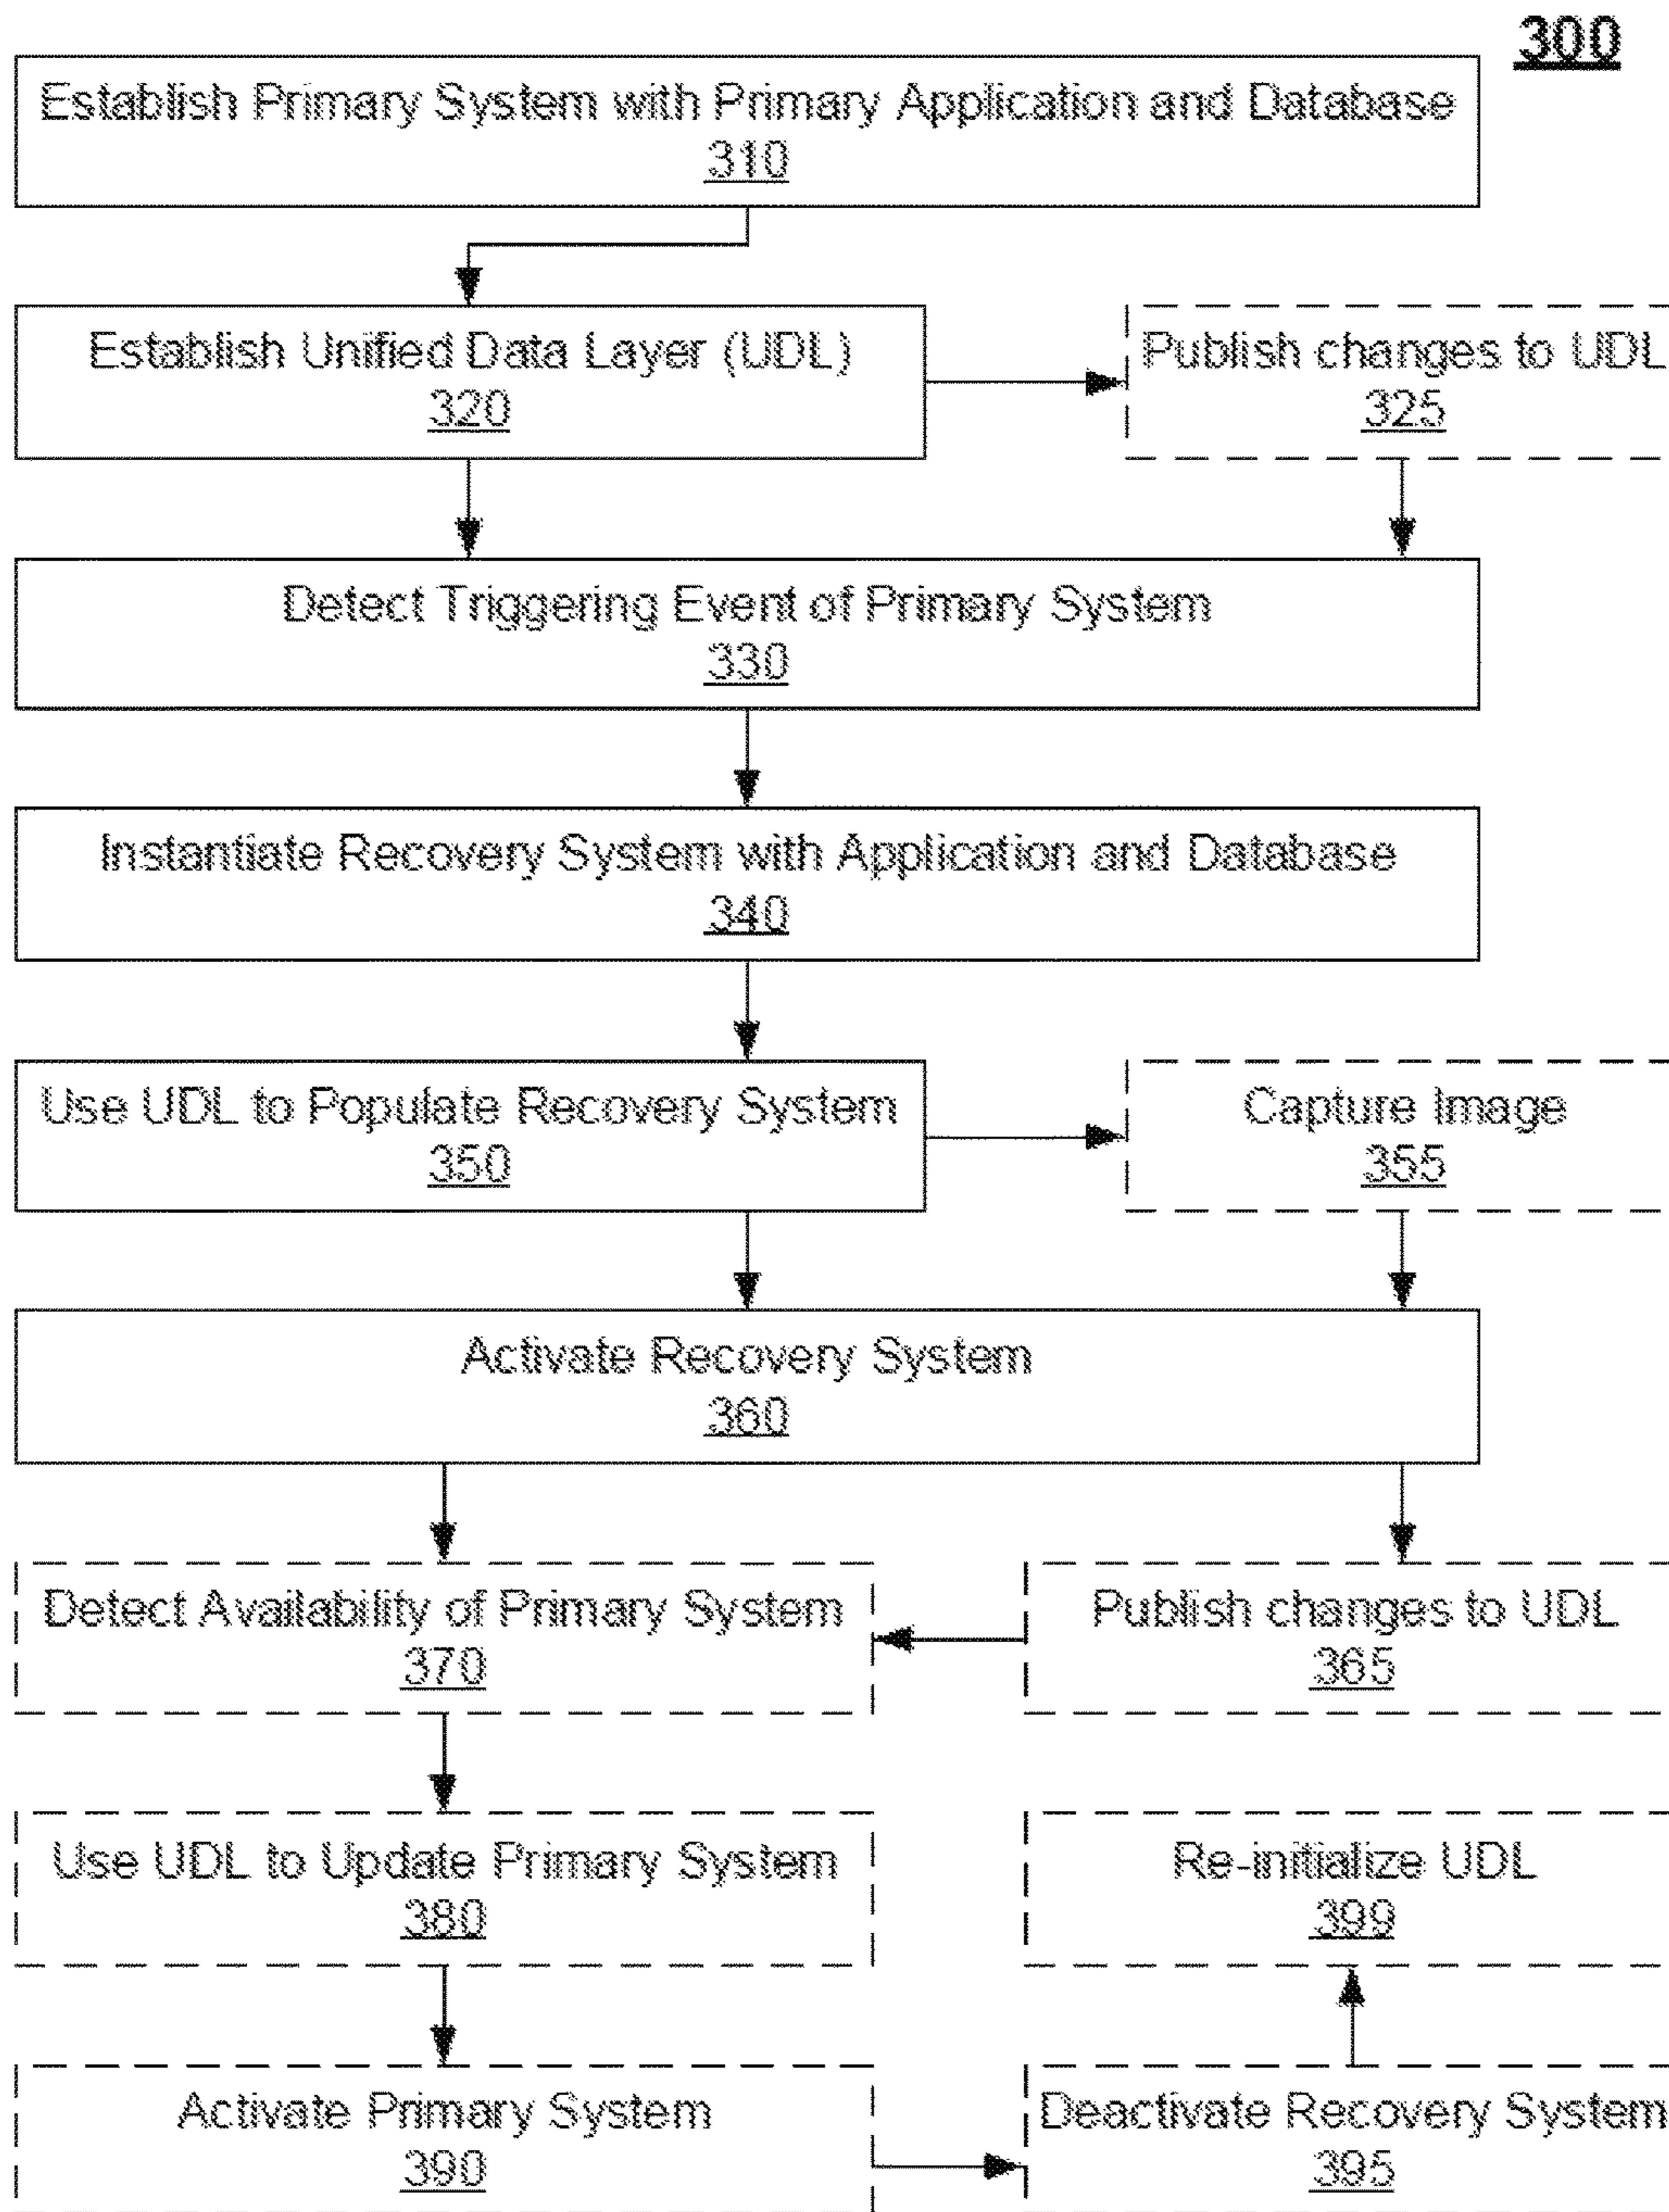 300
Establish Primary System with Primary Application and Database
310
Establish Unified Data Layer (UDL)
320
Publish changes to UDL
325
Detect Triggering Event of Primary System
330
Instantiate Recovery System with Application and Database
340
Use UDL to Populate Recovery System
350
Capture Image
355
Activate Recovery System
360
Detect Availability of Primary System
370
Publish changes to UDL
365
Use UDL to Update Primary System
380
Re-initialize UDL
399
Activate Primary System
390
Deactivate Recovery System
395